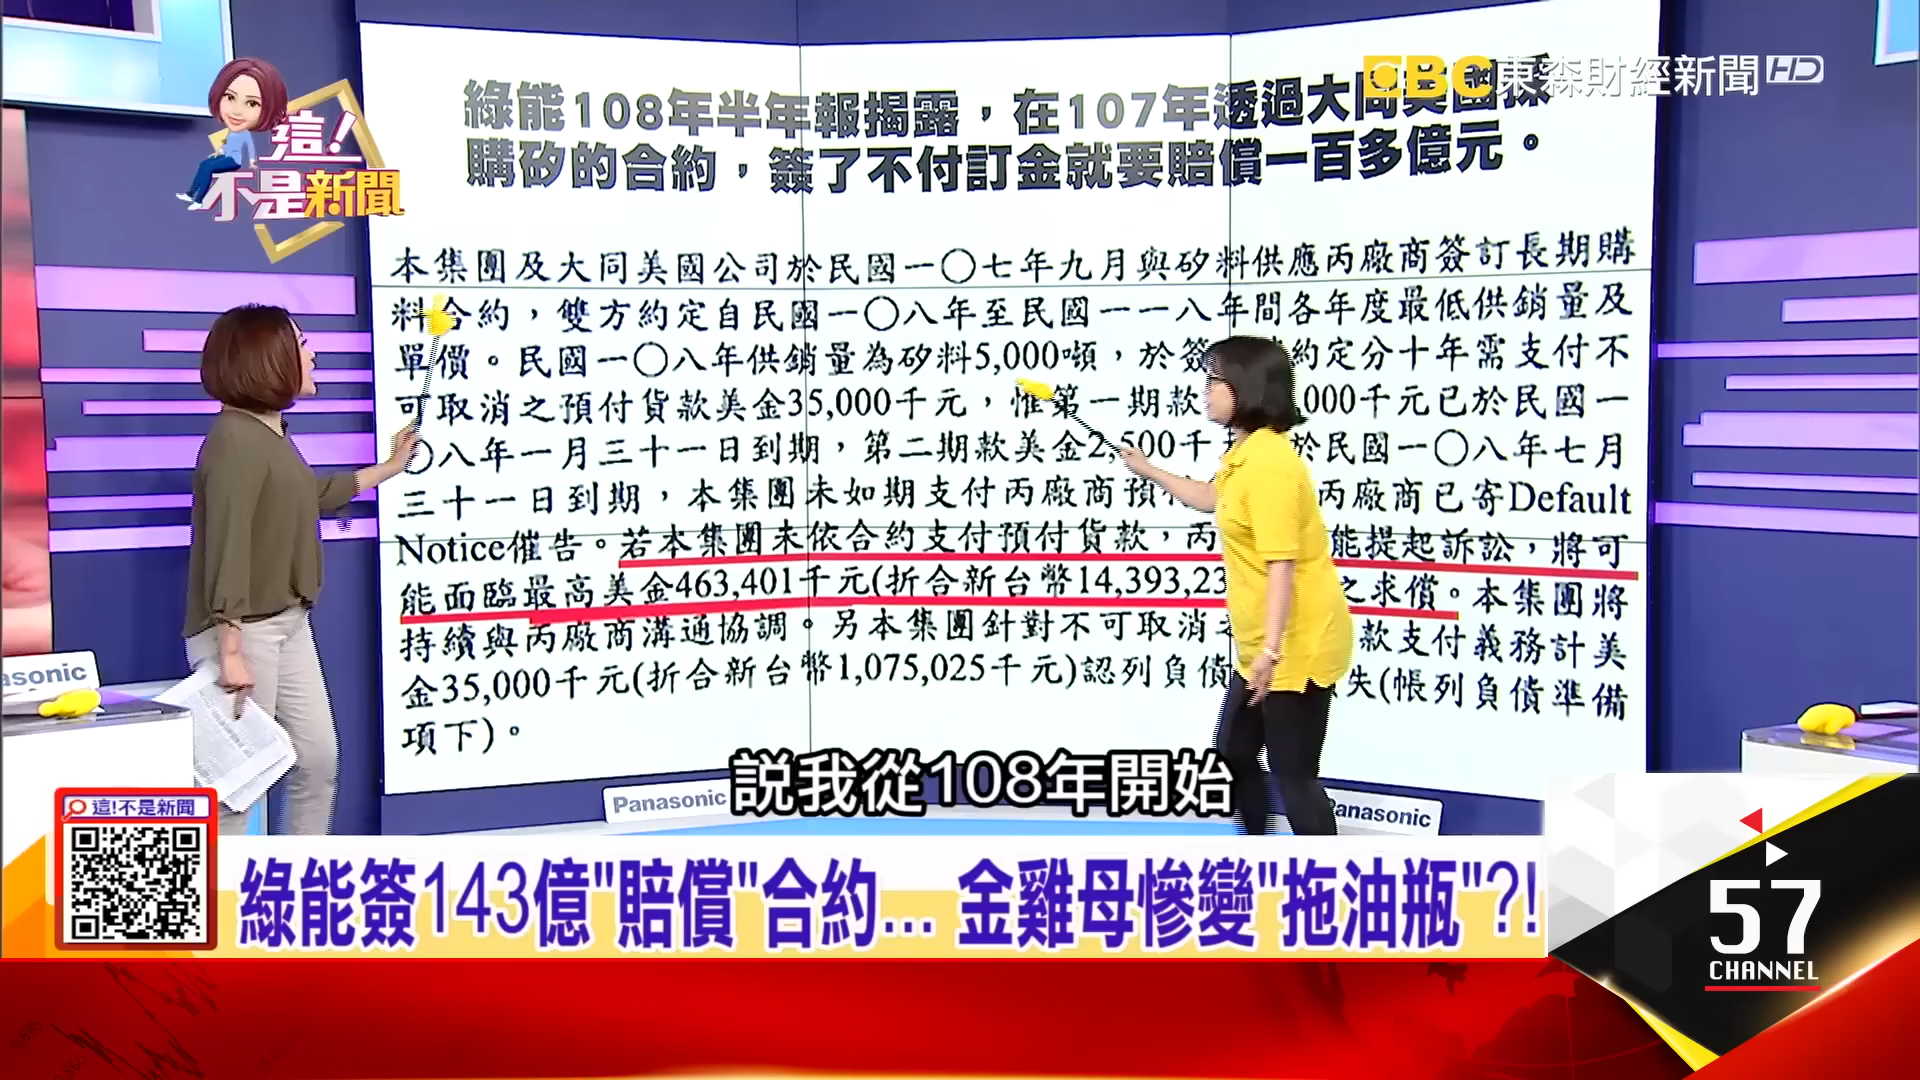 EBC東森財經新聞HD
這!
不是新聞
綠能108年半年報揭露，在107年透過大同美國採
購矽的合約，簽了不付訂金就要賠償一百多億元。
本集團及大同美國公司於民國一〇七年九月與矽料供應丙廠商簽訂長期購
料合約，雙方約定自民國一〇八年至民國一一八年間各年度最低供銷量及
單價。民國一〇八年供銷量為矽料5,000噸，於簽 約定分十年需支付不
可取消之預付貨款美金35,000千元，惟第一期款 ,000千元已於民國一
〇八年一月三十一日到期，第二期款美金2,500千 於民國一〇八年七月
三十一日到期，本集團未如期支付丙廠商預 丙廠商已寄Default
Notice催告。若本集團未依合約支付預付貨款，丙 能提起訴訟，將可
能面臨最高美金463,401千元(折合新台幣14,393,23 之求償。本集團將
持續與丙廠商溝通協調。另本集團針對不可取消 款支付義務計美
金35,000千元(折合新台幣1,075,025千元)認列負債 失(帳列負債準備
項下)。
asonic
Panasonic
Panasonic
說我從108年開始
這!不是新聞
綠能簽143億"賠償"合約... 金雞母慘變"拖油瓶"?!
57
CHANNEL